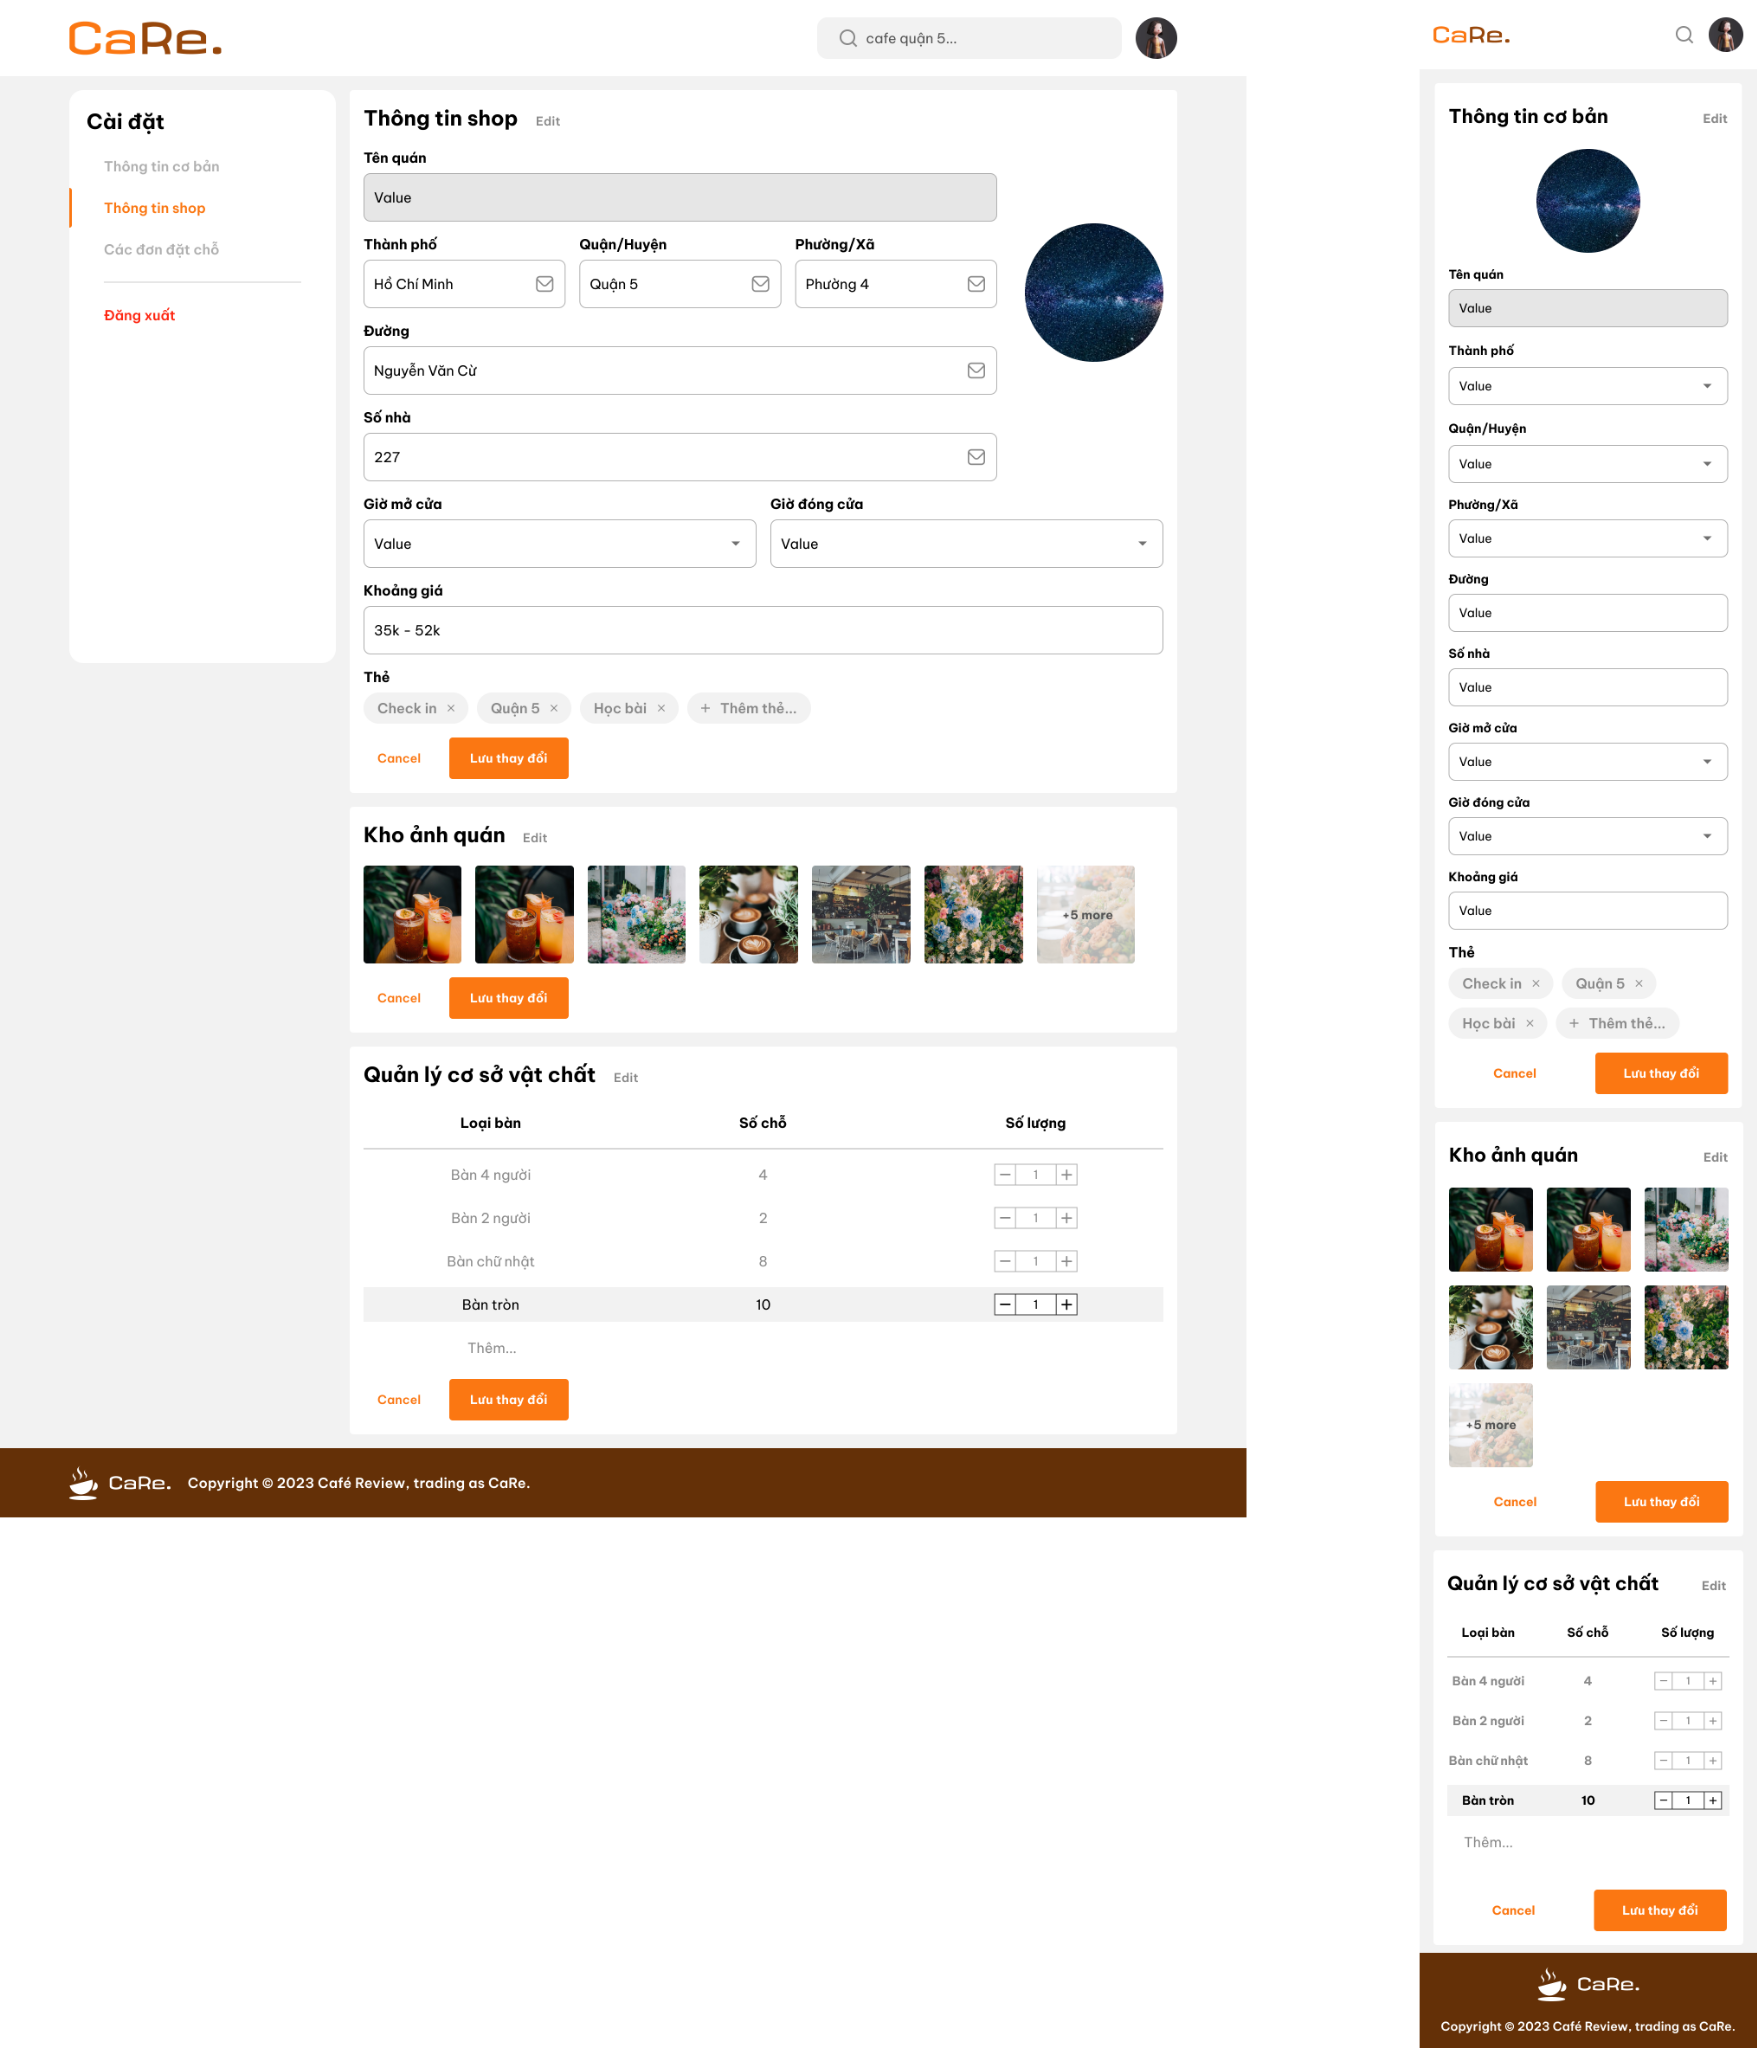 CaRe.
cafe quận 5...
Cài đặt
Thông tin cơ bản
Thông tin shop
Các đơn đặt chỗ
Đăng xuất
Thông tin shop Edit
Tên quán
Value
Thành phố Quận/Huyện Phường/Xã
Hồ Chí Minh Quận 5 Phường 4
Đường
Nguyễn Văn Cừ
Số nhà
227
Giờ mở cửa Giờ đóng cửa
Value Value
Khoảng giá
35k - 52k
Thẻ
Check in × Quận 5 × Học bài × + Thêm thẻ...
Cancel Lưu thay đổi
Kho ảnh quán Edit
+5 more
Cancel Lưu thay đổi
Quản lý cơ sở vật chất Edit
Loại bàn Số chỗ Số lượng
Bàn 4 người 4 − 1 +
Bàn 2 người 2 − 1 +
Bàn chữ nhật 8 − 1 +
Bàn tròn 10 − 1 +
Thêm...
Cancel Lưu thay đổi
CaRe. Copyright © 2023 Café Review, trading as CaRe.
CaRe.
Thông tin cơ bản Edit
Tên quán
Value
Thành phố
Value
Quận/Huyện
Value
Phường/Xã
Value
Đường
Value
Số nhà
Value
Giờ mở cửa
Value
Giờ đóng cửa
Value
Khoảng giá
Value
Thẻ
Check in × Quận 5 ×
Học bài × + Thêm thẻ...
Cancel Lưu thay đổi
Kho ảnh quán Edit
+5 more
Cancel Lưu thay đổi
Quản lý cơ sở vật chất Edit
Loại bàn Số chỗ Số lượng
Bàn 4 người 4 − 1 +
Bàn 2 người 2 − 1 +
Bàn chữ nhật 8 − 1 +
Bàn tròn 10 − 1 +
Thêm...
Cancel Lưu thay đổi
CaRe.
Copyright © 2023 Café Review, trading as CaRe.